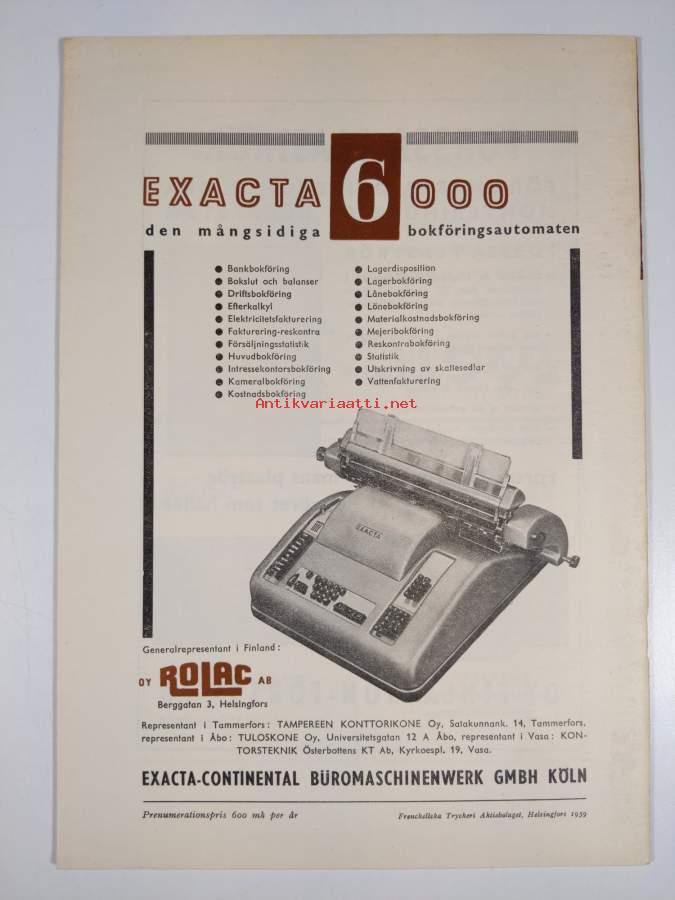 EXACTA 6000
den mångsidiga bokföringsautomaten
Bankbokföring
Bokslut och balanser
Driftsbokföring
Efterkalkyl
Elektricitetsfakturering
Fakturering-reskontra
Försäljningsstatistik
Huvudbokföring
Intressekontorsbokföring
Kameralbokföring
Kostnadsbokföring
Lagerdisposition
Lagerbokföring
Lånebokföring
Lönebokföring
Materialkostnadsbokföring
Mejeribokföring
Reskontrabokföring
Statistik
Utskrivning av skattesedlar
Vattenfakturering
Antikvariaatti.net
EXACTA
Generalrepresentant i Finland:
OY ROLAC AB
Berggatan 3, Helsingfors
Representant i Tammerfors: TAMPEREEN KONTTORIKONE Oy, Satakunnank. 14, Tammerfors,
representant i Åbo: TULOSKONE Oy, Universitetsgatan 12 A Åbo, representant i Vasa: KON-
TORSTEKNIK Österbottens KT Ab, Kyrkoespl. 19, Vasa.
EXACTA-CONTINENTAL BÜROMASCHINENWERK GMBH KÖLN
Prenumerationspris 600 mk per år
Frenckellska Tryckeri Aktiebolaget, Helsingfors 1959